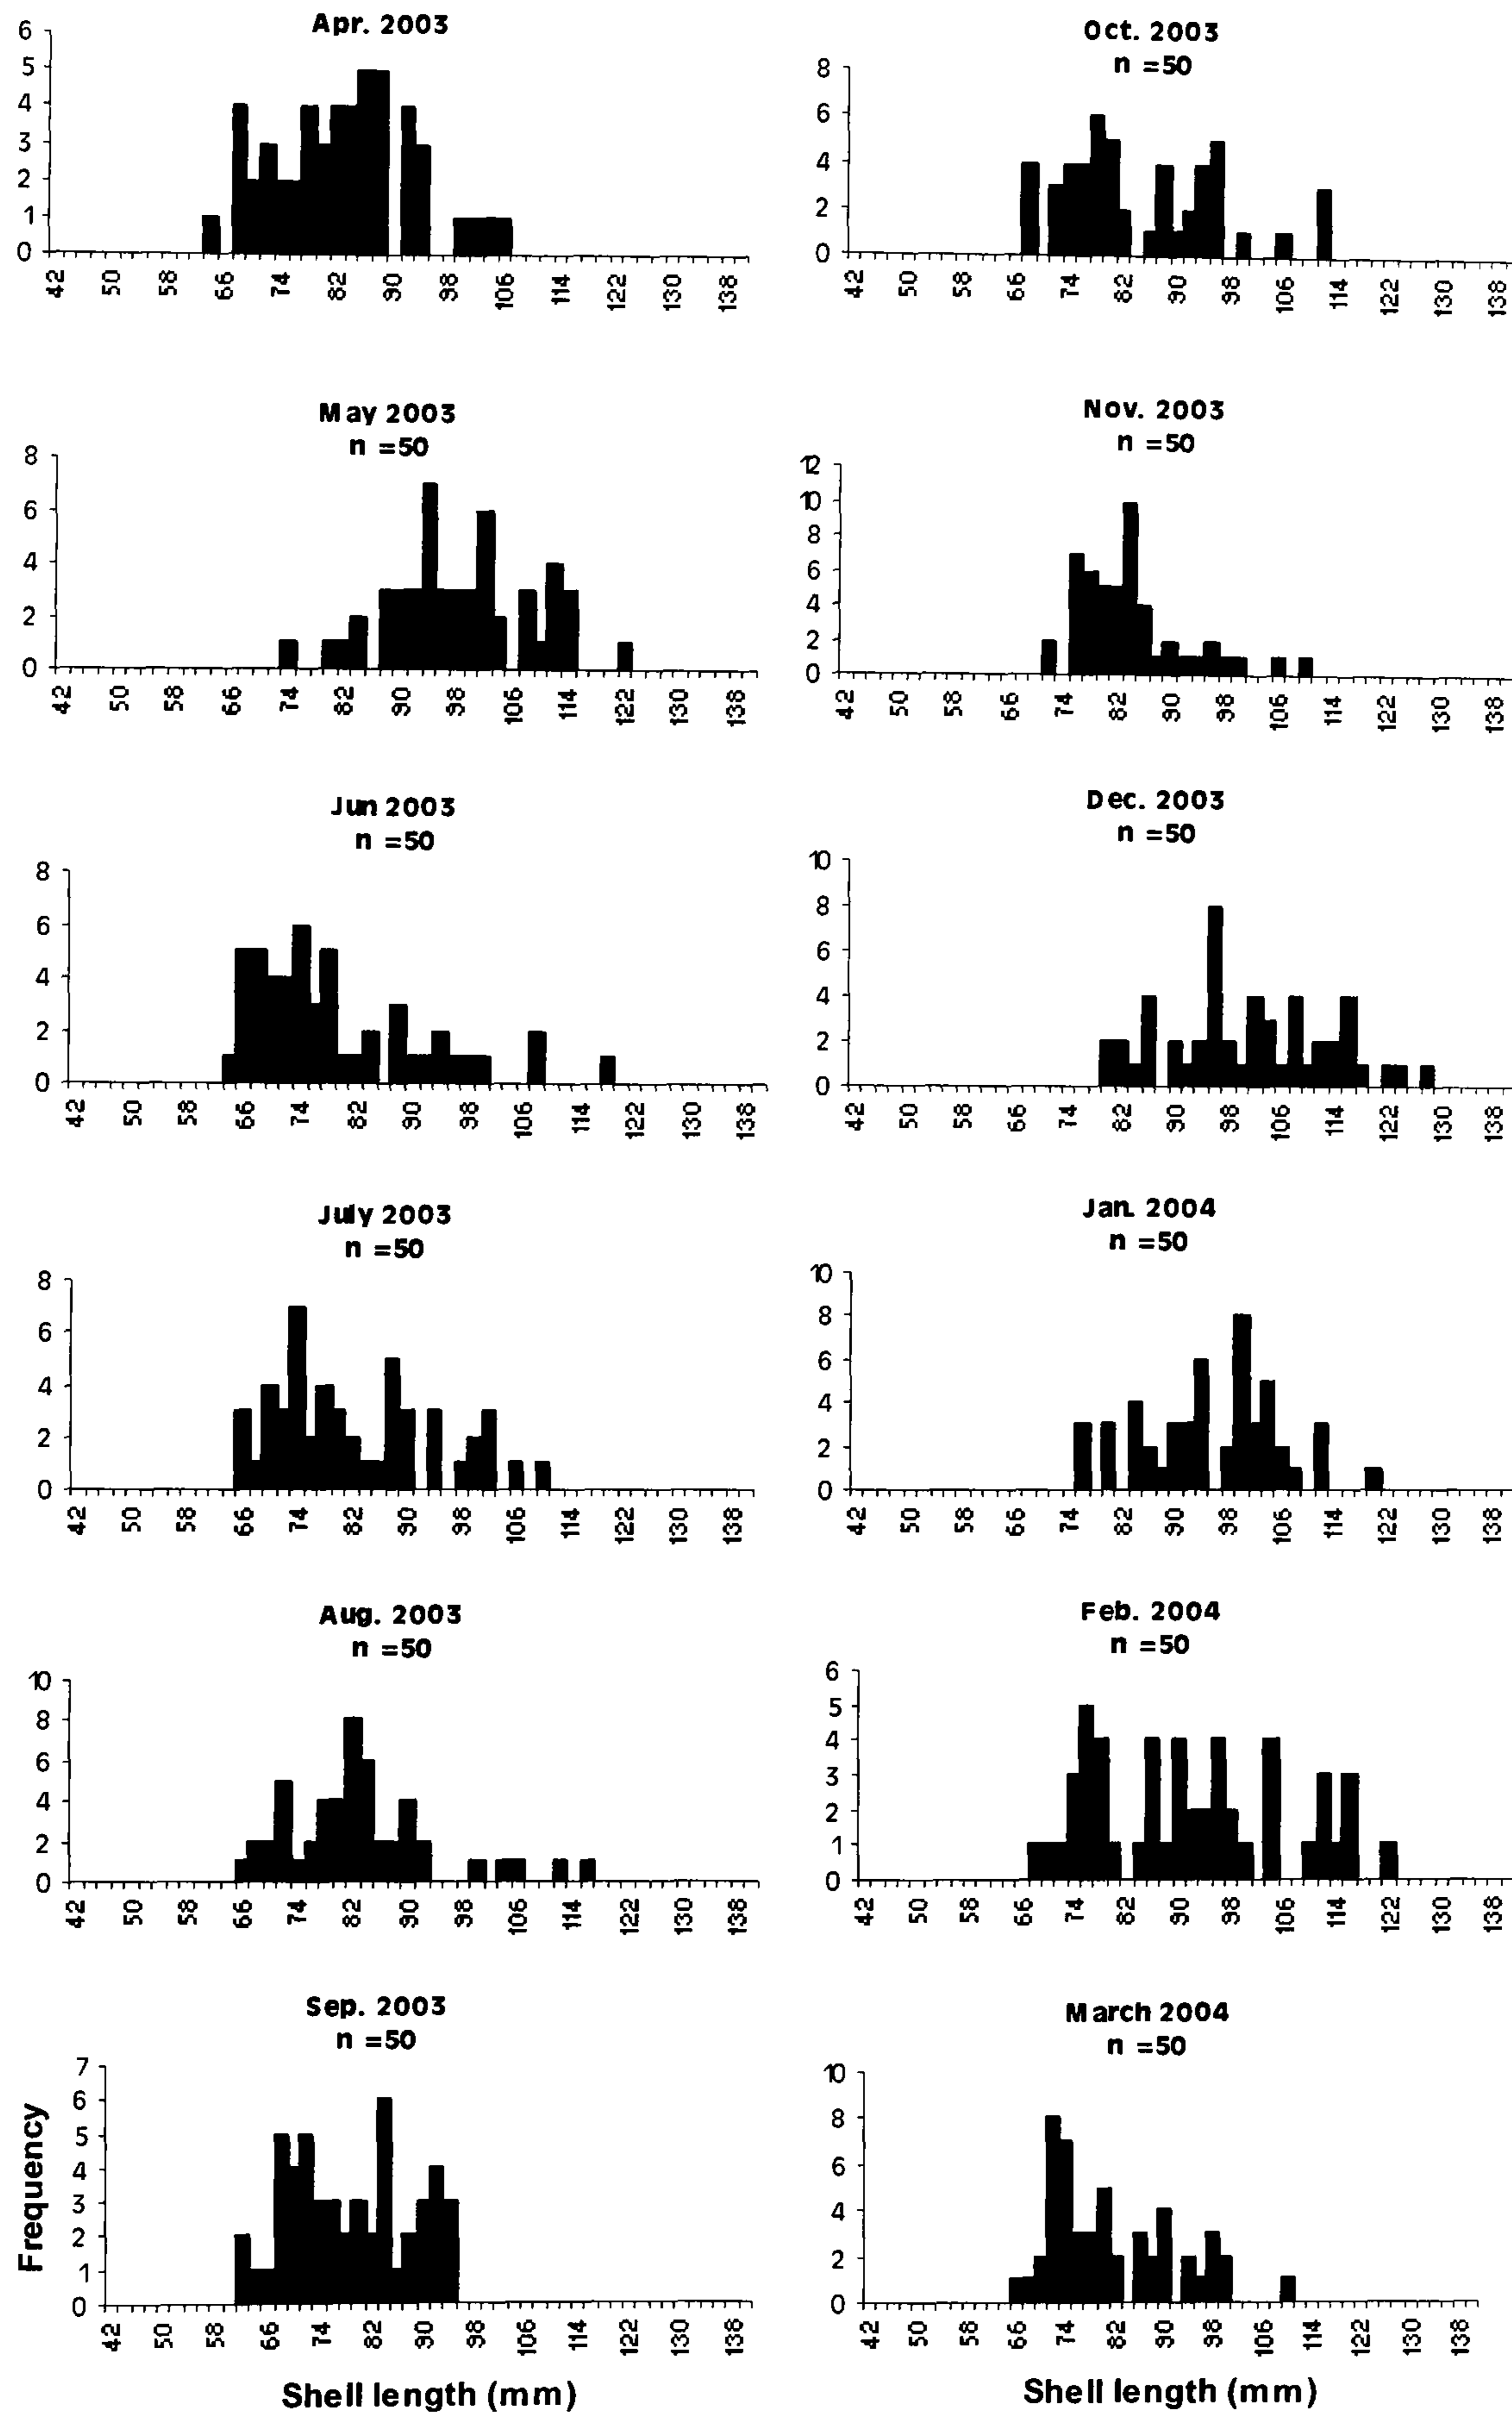 Apr. 2003
6
5
4
3
2
1
0
42 50 58 66 74 82 90 98 106 114 122 130 138
May 2003
n =50
8
6
4
2
0
42 50 58 66 74 82 90 98 106 114 122 130 138
Jun 2003
n =50
8
6
4
2
0
42 50 58 66 74 82 90 98 106 114 122 130 138
July 2003
n =50
8
6
4
2
0
42 50 58 66 74 82 90 98 106 114 122 130 138
Aug. 2003
n =50
10
8
6
4
2
0
42 50 58 66 74 82 90 98 106 114 122 130 138
Sep. 2003
n =50
Frequency
7
6
5
4
3
2
1
0
42 50 58 66 74 82 90 98 106 114 122 130 138
Shell length (mm)
Oct. 2003
n =50
8
6
4
2
0
42 50 58 66 74 82 90 98 106 114 122 130 138
Nov. 2003
n =50
12
10
8
6
4
2
0
42 50 58 66 74 82 90 98 106 114 122 130 138
Dec. 2003
n =50
10
8
6
4
2
0
42 50 58 66 74 82 90 98 106 114 122 130 138
Jan. 2004
n =50
10
8
6
4
2
0
42 50 58 66 74 82 90 98 106 114 122 130 138
Feb. 2004
n =50
6
5
4
3
2
1
0
42 50 58 66 74 82 90 98 106 114 122 130 138
March 2004
n =50
10
8
6
4
2
0
42 50 58 66 74 82 90 98 106 114 122 130 138
Shell length (mm)